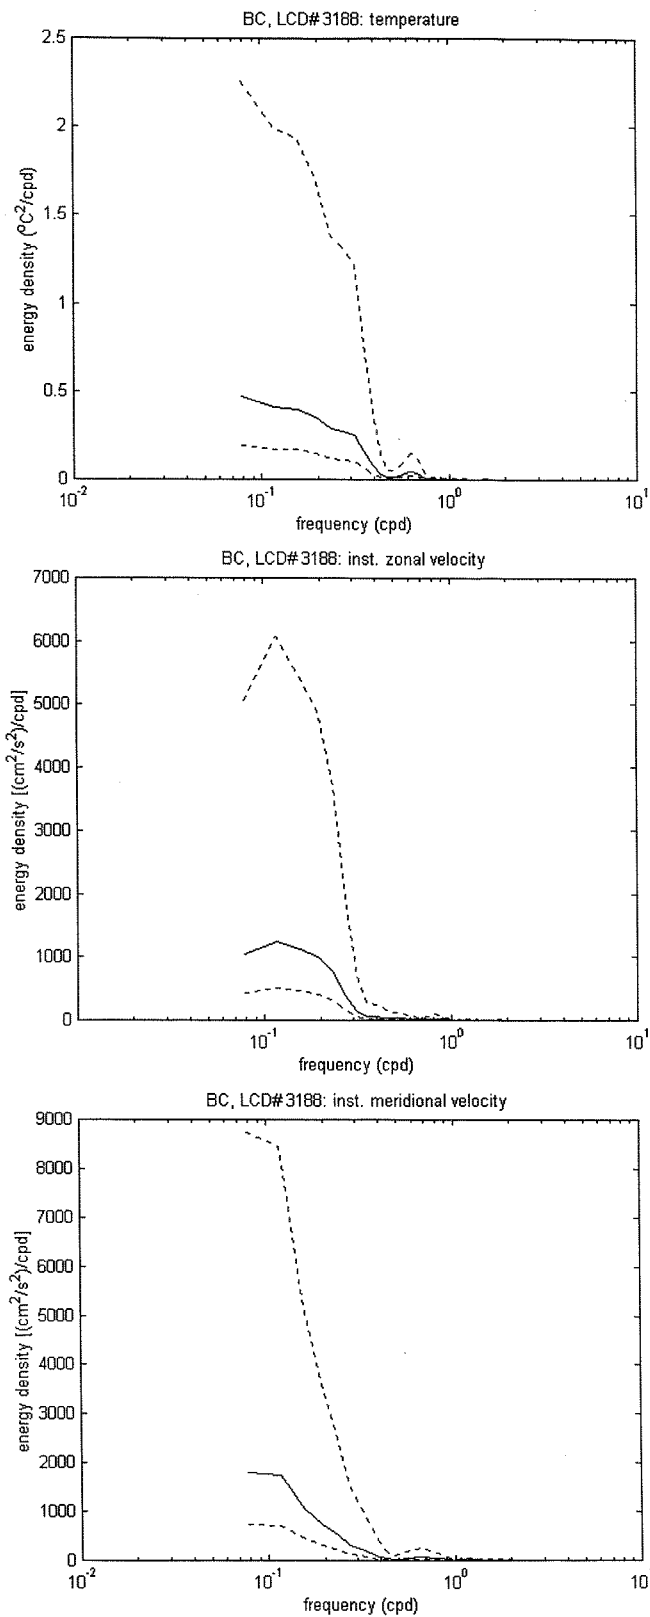 BC, LCD#3188: temperature
2.5
2
1.5
1
0.5
0
energy density (ºC²/cpd)
10⁻² 10⁻¹ 10⁰ 10¹
frequency (cpd)
BC, LCD#3188: inst. zonal velocity
7000
6000
5000
4000
3000
2000
1000
0
energy density [(cm²/s²)/cpd]
10⁻¹ 10⁰ 10¹
frequency (cpd)
BC, LCD#3188: inst. meridional velocity
9000
8000
7000
6000
5000
4000
3000
2000
1000
0
energy density [(cm²/s²)/cpd]
10⁻² 10⁻¹ 10⁰ 10
frequency (cpd)